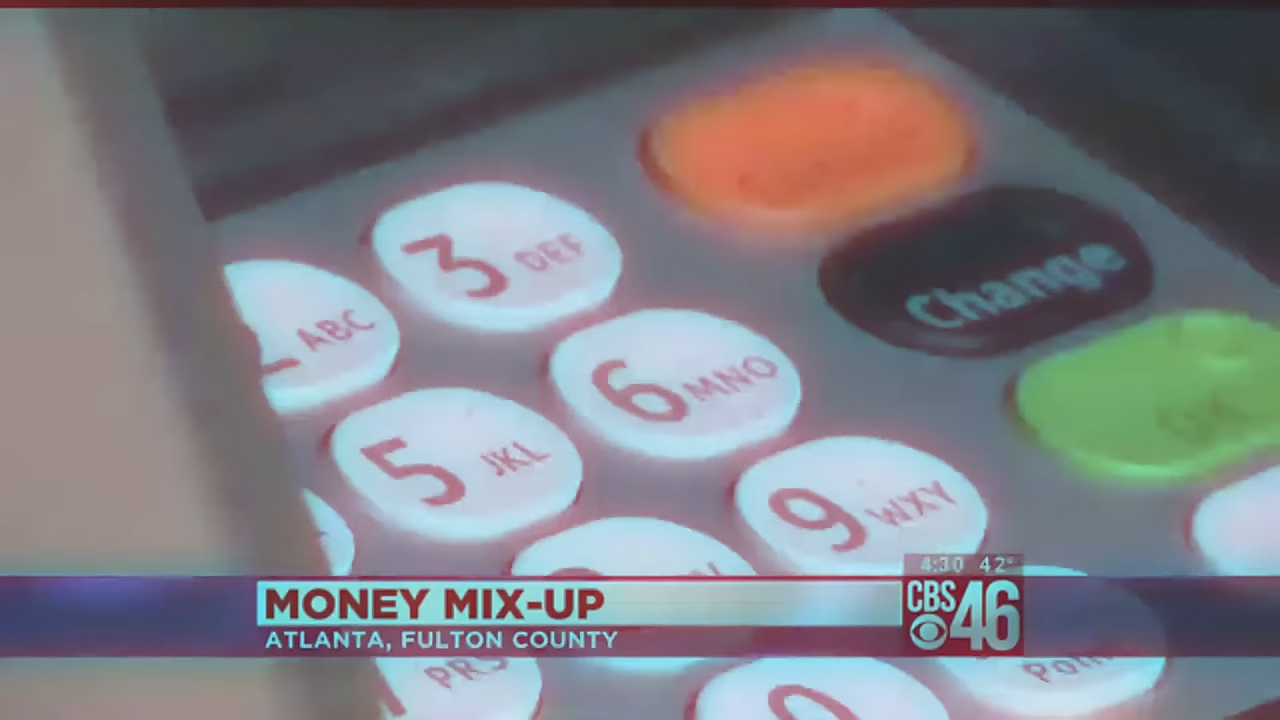 3 DEF
Change
ABC
6 MNO
5 JKL
9 WXY
4:30 42°
MONEY MIX-UP
CBS 46
ATLANTA, FULTON COUNTY
PRS
0